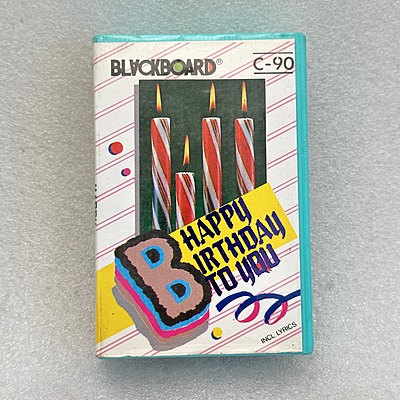 BLACKBOARD®
C-90
HAPPY
BIRTHDAY
TO YOU
INCL. LYRICS